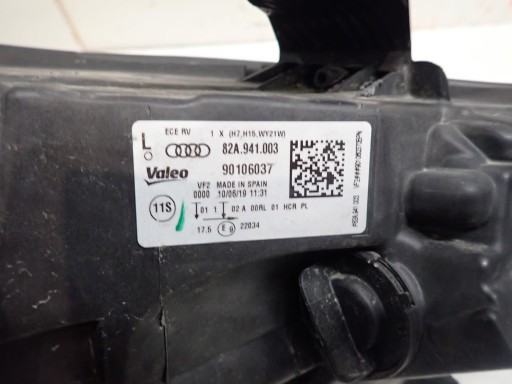 ECE RV 1 X (H7,H15,WY21W)
L 82A.941.003
Valeo 90106037
VF2 MADE IN SPAIN
0000 10/06/19 11:31
11S
01 1 02 A 00RL 01 HCR PL
17.5 E9 22034